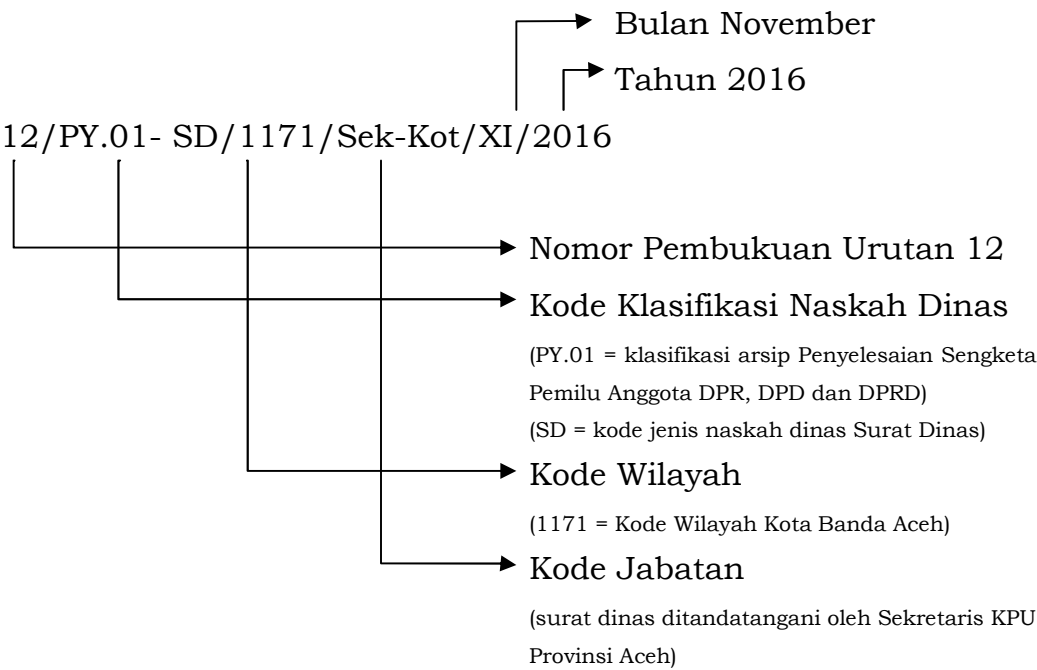 Bulan November
Tahun 2016
12/PY.01- SD/1171/Sek-Kot/XI/2016
Nomor Pembukuan Urutan 12
Kode Klasifikasi Naskah Dinas
(PY.01 = klasifikasi arsip Penyelesaian Sengketa
Pemilu Anggota DPR, DPD dan DPRD)
(SD = kode jenis naskah dinas Surat Dinas)
Kode Wilayah
(1171 = Kode Wilayah Kota Banda Aceh)
Kode Jabatan
(surat dinas ditandatangani oleh Sekretaris KPU
Provinsi Aceh)